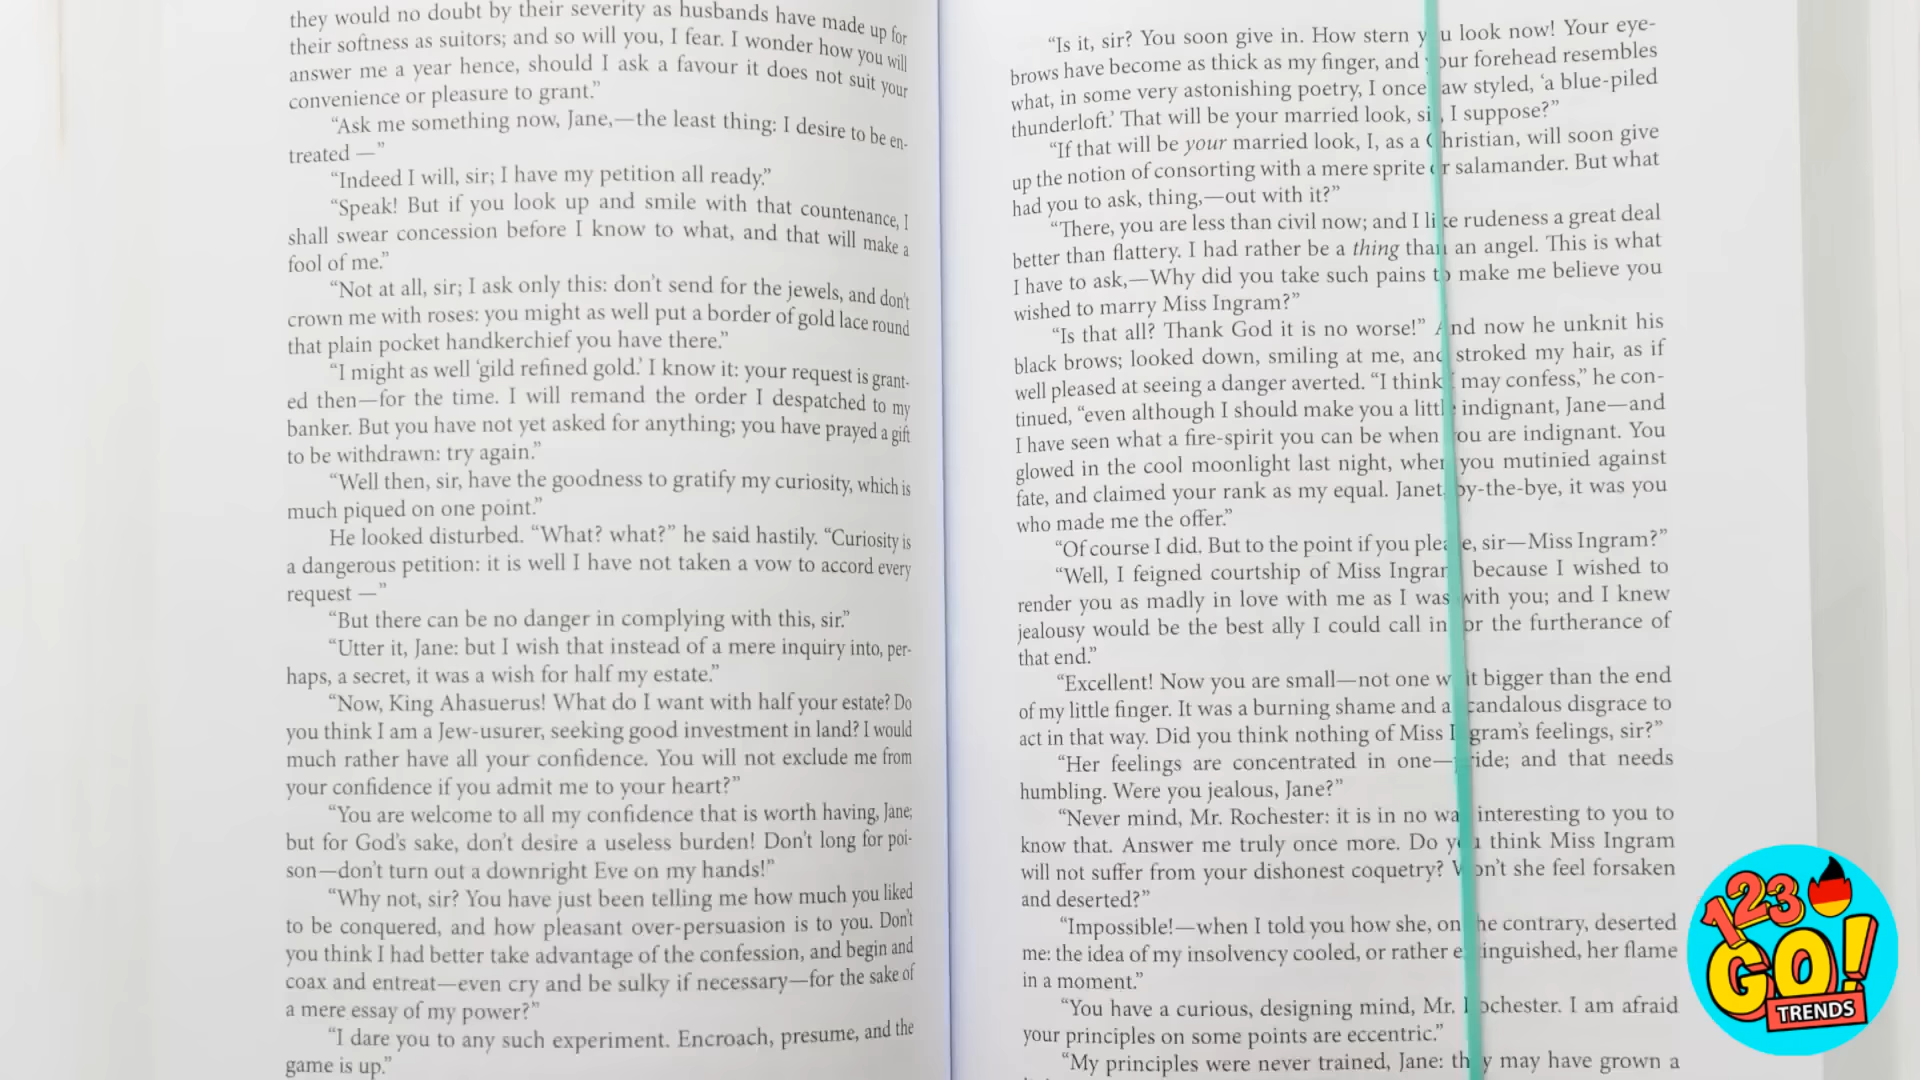 they would no doubt by their severity as husbands have made up for
their softness as suitors; and so will you, I fear. I wonder how you will
answer me a year hence, should I ask a favour it does not suit your
convenience or pleasure to grant.”
“Ask me something now, Jane,—the least thing: I desire to be en-
treated —”
“Indeed I will, sir; I have my petition all ready.”
“Speak! But if you look up and smile with that countenance, I
shall swear concession before I know to what, and that will make a
fool of me.”
“Not at all, sir; I ask only this: don’t send for the jewels, and don’t
crown me with roses: you might as well put a border of gold lace round
that plain pocket handkerchief you have there.”
“I might as well ‘gild refined gold.’ I know it: your request is grant-
ed then—for the time. I will remand the order I despatched to my
banker. But you have not yet asked for anything; you have prayed a gift
to be withdrawn: try again.”
“Well then, sir, have the goodness to gratify my curiosity, which is
much piqued on one point.”
He looked disturbed. “What? what?” he said hastily. “Curiosity is
a dangerous petition: it is well I have not taken a vow to accord every
request —”
“But there can be no danger in complying with this, sir.”
“Utter it, Jane: but I wish that instead of a mere inquiry into, per-
haps, a secret, it was a wish for half my estate.”
“Now, King Ahasuerus! What do I want with half your estate? Do
you think I am a Jew-usurer, seeking good investment in land? I would
much rather have all your confidence. You will not exclude me from
your confidence if you admit me to your heart?”
“You are welcome to all my confidence that is worth having, Jane;
but for God’s sake, don’t desire a useless burden! Don’t long for poi-
son—don’t turn out a downright Eve on my hands!”
“Why not, sir? You have just been telling me how much you liked
to be conquered, and how pleasant over-persuasion is to you. Don’t
you think I had better take advantage of the confession, and begin and
coax and entreat—even cry and be sulky if necessary—for the sake of
a mere essay of my power?”
“I dare you to any such experiment. Encroach, presume, and the
game is up.”
“Is it, sir? You soon give in. How stern you look now! Your eye-
brows have become as thick as my finger, and your forehead resembles
what, in some very astonishing poetry, I once saw styled, ‘a blue-piled
thunderloft.’ That will be your married look, sir, I suppose?”
“If that will be your married look, I, as a Christian, will soon give
up the notion of consorting with a mere sprite or salamander. But what
had you to ask, thing,—out with it?”
“There, you are less than civil now; and I like rudeness a great deal
better than flattery. I had rather be a thing than an angel. This is what
I have to ask,—Why did you take such pains to make me believe you
wished to marry Miss Ingram?”
“Is that all? Thank God it is no worse!” And now he unknit his
black brows; looked down, smiling at me, and stroked my hair, as if
well pleased at seeing a danger averted. “I think I may confess,” he con-
tinued, “even although I should make you a little indignant, Jane—and
I have seen what a fire-spirit you can be when you are indignant. You
glowed in the cool moonlight last night, when you mutinied against
fate, and claimed your rank as my equal. Janet, by-the-bye, it was you
who made me the offer.”
“Of course I did. But to the point if you please, sir—Miss Ingram?”
“Well, I feigned courtship of Miss Ingram, because I wished to
render you as madly in love with me as I was with you; and I knew
jealousy would be the best ally I could call in for the furtherance of
that end.”
“Excellent! Now you are small—not one whit bigger than the end
of my little finger. It was a burning shame and a scandalous disgrace to
act in that way. Did you think nothing of Miss Ingram’s feelings, sir?”
“Her feelings are concentrated in one—pride; and that needs
humbling. Were you jealous, Jane?”
“Never mind, Mr. Rochester: it is in no way interesting to you to
know that. Answer me truly once more. Do you think Miss Ingram
will not suffer from your dishonest coquetry? Won’t she feel forsaken
and deserted?”
“Impossible!—when I told you how she, on the contrary, deserted
me: the idea of my insolvency cooled, or rather extinguished, her flame
in a moment.”
“You have a curious, designing mind, Mr. Rochester. I am afraid
your principles on some points are eccentric.”
“My principles were never trained, Jane: they may have grown a
123
GO!
TRENDS